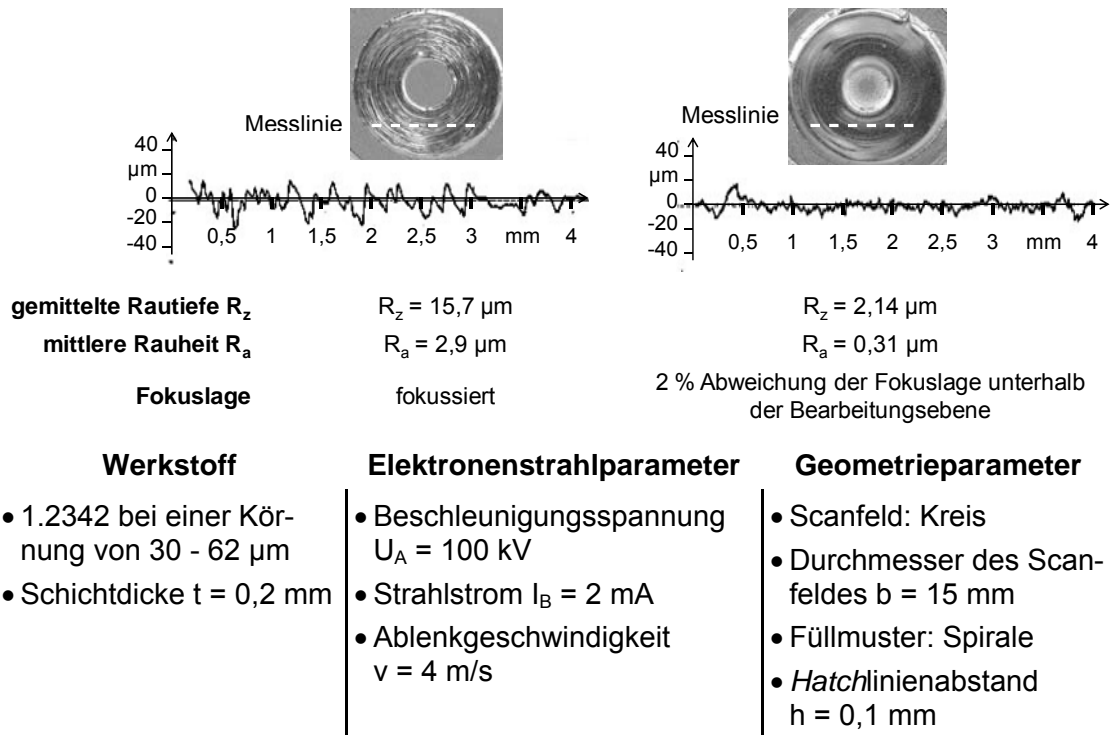 Messlinie
40
µm
0
-20
-40
0,5 1 1,5 2 2,5 3 mm 4
Messlinie
40
µm
0
-20
-40
0,5 1 1,5 2 2,5 3 mm 4
gemittelte Rautiefe Rz Rz = 15,7 µm Rz = 2,14 µm
mittlere Rauheit Ra Ra = 2,9 µm Ra = 0,31 µm
Fokuslage fokussiert 2 % Abweichung der Fokuslage unterhalb
der Bearbeitungsebene
Werkstoff
• 1.2342 bei einer Kör-
nung von 30 - 62 µm
• Schichtdicke t = 0,2 mm
Elektronenstrahlparameter
• Beschleunigungsspannung
UA = 100 kV
• Strahlstrom IB = 2 mA
• Ablenkgeschwindigkeit
v = 4 m/s
Geometrieparameter
• Scanfeld: Kreis
• Durchmesser des Scan-
feldes b = 15 mm
• Füllmuster: Spirale
• Hatchlinienabstand
h = 0,1 mm